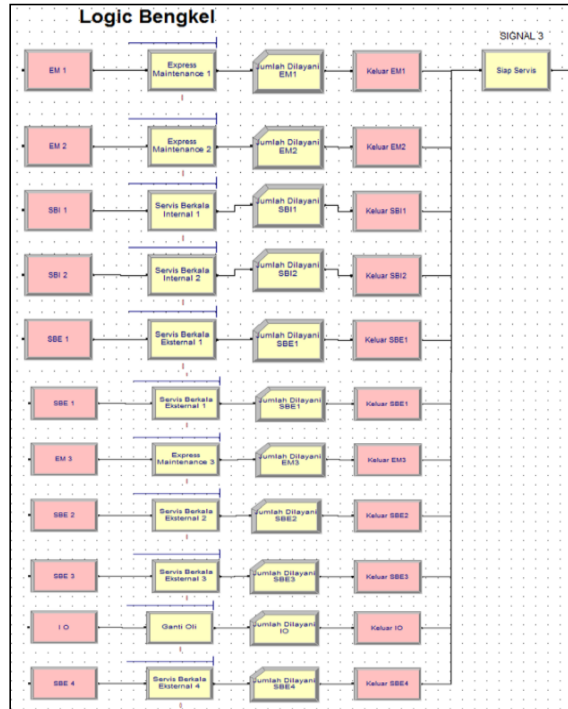 Logic Bengkel
SIGNAL 3
EM 1
Express
Maintenance 1
Jumlah Dilayani
EM1
Keluar EM1
Siap Servis
EM 2
Express
Maintenance 2
Jumlah Dilayani
EM2
Keluar EM2
SBI 1
Servis Berkala
Internal 1
Jumlah Dilayani
SBI1
Keluar SBI1
SBI 2
Servis Berkala
Internal 2
Jumlah Dilayani
SBI2
Keluar SBI2
SBE 1
Servis Berkala
Eksternal 1
Jumlah Dilayani
SBE1
Keluar SBE1
SBE 1
Servis Berkala
Eksternal 1
Jumlah Dilayani
SBE1
Keluar SBE1
EM 3
Express
Maintenance 3
Jumlah Dilayani
EM3
Keluar EM3
SBE 2
Servis Berkala
Eksternal 2
Jumlah Dilayani
SBE2
Keluar SBE2
SBE 3
Servis Berkala
Eksternal 3
Jumlah Dilayani
SBE3
Keluar SBE3
I O
Ganti Oli
Jumlah Dilayani
IO
Keluar IO
SBE 4
Servis Berkala
Eksternal 4
Jumlah Dilayani
SBE4
Keluar SBE4